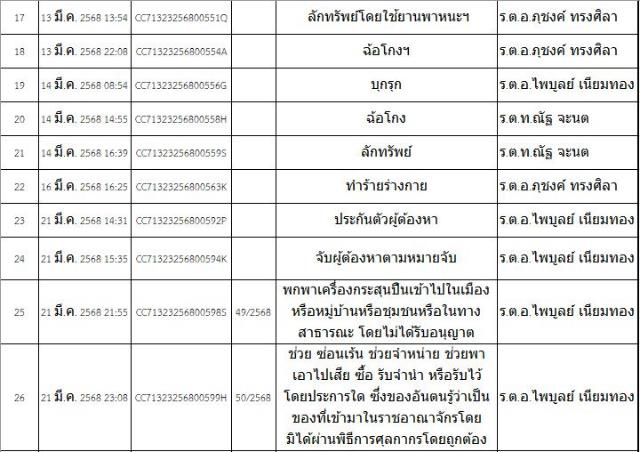 17 13 มี.ค. 2568 13:54 CC71323256800551Q ลักทรัพย์โดยใช้ยานพาหนะฯ ร.ต.อ.ภุชงค์ ทรงศิลา
18 13 มี.ค. 2568 22:08 CC71323256800554A ฉ้อโกงฯ ร.ต.อ.ภุชงค์ ทรงศิลา
19 14 มี.ค. 2568 08:54 CC71323256800556G บุกรุก ร.ต.อ.ไพบูลย์ เนียมทอง
20 14 มี.ค. 2568 14:55 CC71323256800558H ฉ้อโกง ร.ต.ท.ณัฐ จะนต
21 14 มี.ค. 2568 16:39 CC71323256800559S ลักทรัพย์ ร.ต.ท.ณัฐ จะนต
22 16 มี.ค. 2568 16:25 CC71323256800563K ทำร้ายร่างกาย ร.ต.อ.ภุชงค์ ทรงศิลา
23 21 มี.ค. 2568 14:31 CC71323256800592P ประกันตัวผู้ต้องหา ร.ต.อ.ไพบูลย์ เนียมทอง
24 21 มี.ค. 2568 15:35 CC71323256800594K จับผู้ต้องหาตามหมายจับ ร.ต.อ.ไพบูลย์ เนียมทอง
พกพาเครื่องกระสุนปืนเข้าไปในเมือง
25 21 มี.ค. 2568 21:55 CC71323256800598S 49/2568 หรือหมู่บ้านหรือชุมชนหรือในทาง ร.ต.อ.ไพบูลย์ เนียมทอง
สาธารณะ โดยไม่ได้รับอนุญาต
ช่วย ซ่อนเร้น ช่วยจำหน่าย ช่วยพา
เอาไปเสีย ซื้อ รับจำนำ หรือรับไว้
26 21 มี.ค. 2568 23:08 CC71323256800599H 50/2568 โดยประการใด ซึ่งของอันตนรู้ว่าเป็น ร.ต.อ.ไพบูลย์ เนียมทอง
ของที่เข้ามาในราชอาณาจักรโดย
มิได้ผ่านพิธีการศุลกากรโดยถูกต้อง